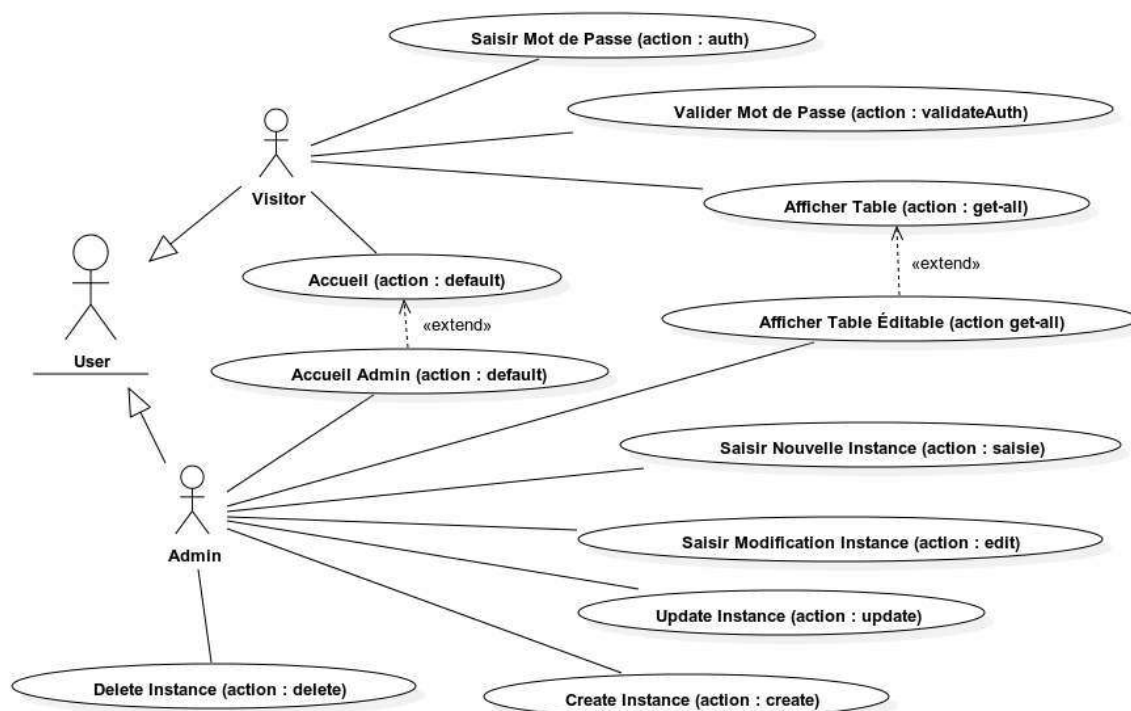 Saisir Mot de Passe (action : auth)
Valider Mot de Passe (action : validateAuth)
Visitor
Afficher Table (action : get-all)
Accueil (action : default)
«extend»
«extend»
Afficher Table Éditable (action get-all)
User
Accueil Admin (action : default)
Saisir Nouvelle Instance (action : saisie)
Saisir Modification Instance (action : edit)
Admin
Update Instance (action : update)
Delete Instance (action : delete)
Create Instance (action : create)